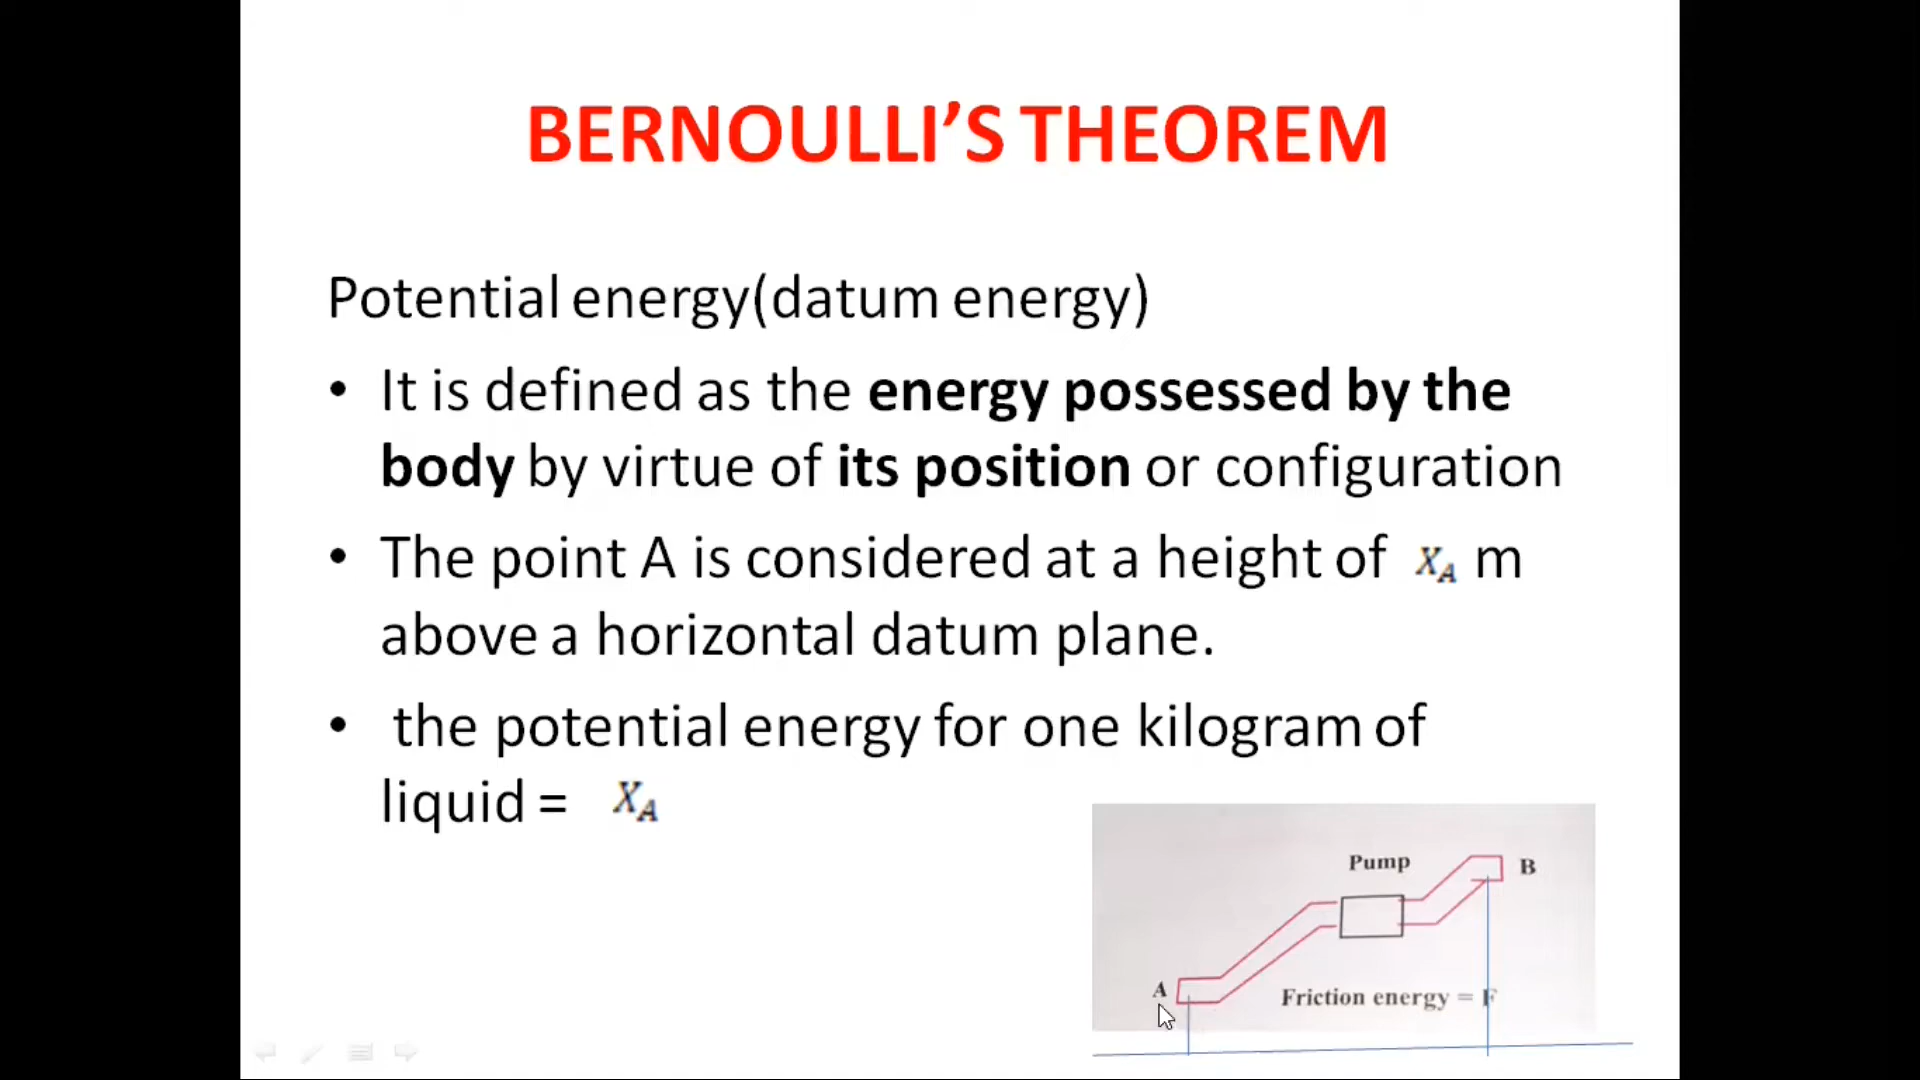 BERNOULLI’S THEOREM
Potential energy(datum energy)
• It is defined as the energy possessed by the
body by virtue of its position or configuration
• The point A is considered at a height of X_A m
above a horizontal datum plane.
• the potential energy for one kilogram of
liquid = X_A
Pump
B
A
Friction energy = F